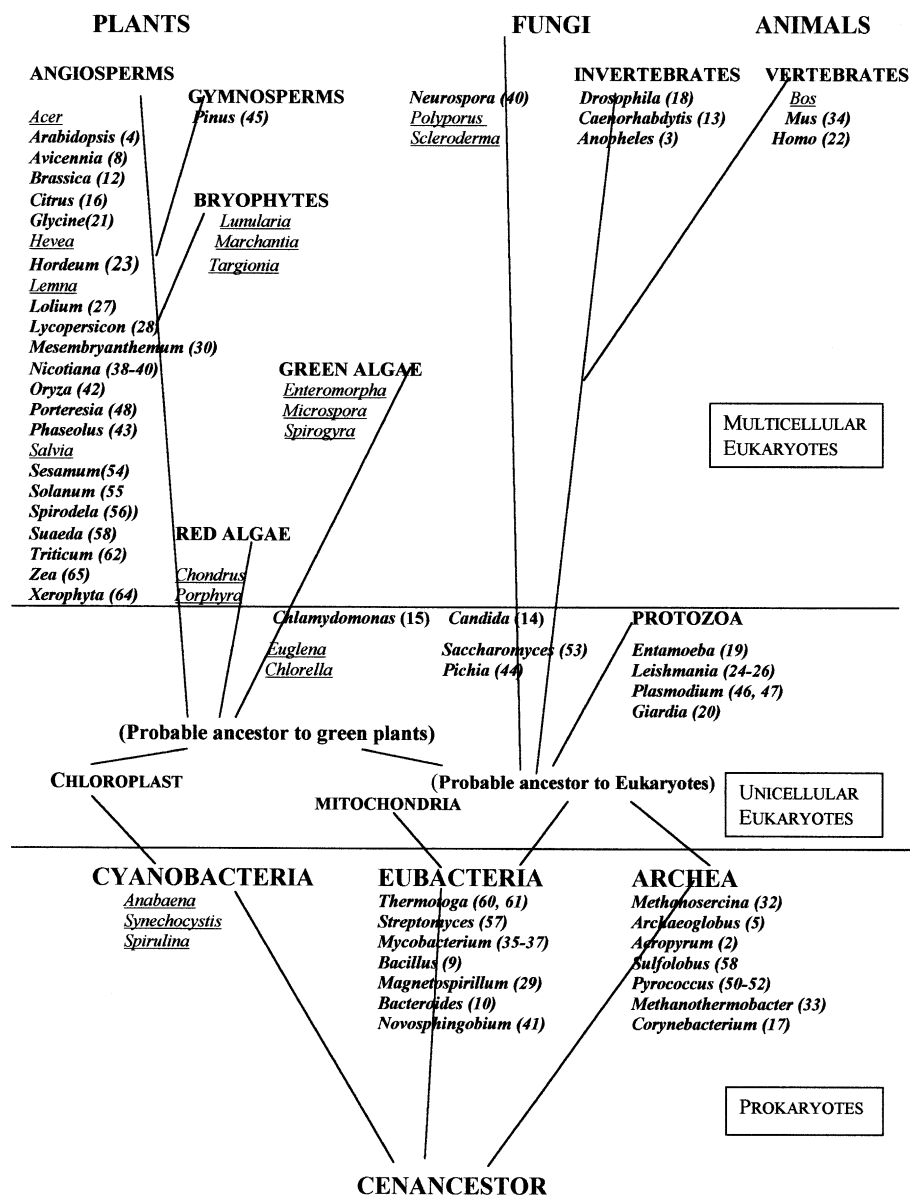 PLANTS
FUNGI
ANIMALS
ANGIOSPERMS
Acer
Arabidopsis (4)
Avicennia (8)
Brassica (12)
Citrus (16)
Glycine(21)
Hevea
Hordeum (23)
Lemna
Lolium (27)
Lycopersicon (28)
Mesembryanthemum (30)
Nicotiana (38-40)
Oryza (42)
Porteresia (48)
Phaseolus (43)
Salvia
Sesamum(54)
Solanum (55
Spirodela (56))
Suaeda (58)
Triticum (62)
Zea (65)
Xerophyta (64)
GYMNOSPERMS
Pinus (45)
BRYOPHYTES
Lunularia
Marchantia
Targionia
GREEN ALGAE
Enteromorpha
Microspora
Spirogyra
RED ALGAE
Chondrus
Porphyra
Neurospora (40)
Polyporus
Scleroderma
INVERTEBRATES
Drosophila (18)
Caenorhabdytis (13)
Anopheles (3)
VERTEBRATES
Bos
Mus (34)
Homo (22)
MULTICELLULAR
EUKARYOTES
Chlamydomonas (15)
Euglena
Chlorella
Candida (14)
Saccharomyces (53)
Pichia (44)
PROTOZOA
Entamoeba (19)
Leishmania (24-26)
Plasmodium (46, 47)
Giardia (20)
(Probable ancestor to green plants)
CHLOROPLAST
(Probable ancestor to Eukaryotes)
MITOCHONDRIA
UNICELLULAR
EUKARYOTES
CYANOBACTERIA
Anabaena
Synechocystis
Spirulina
EUBACTERIA
Thermotoga (60, 61)
Streptomyces (57)
Mycobacterium (35-37)
Bacillus (9)
Magnetospirillum (29)
Bacteroides (10)
Novosphingobium (41)
ARCHEA
Methanosercina (32)
Archaeoglobus (5)
Aeropyrum (2)
Sulfolobus (58
Pyrococcus (50-52)
Methanothermobacter (33)
Corynebacterium (17)
PROKARYOTES
CENANCESTOR